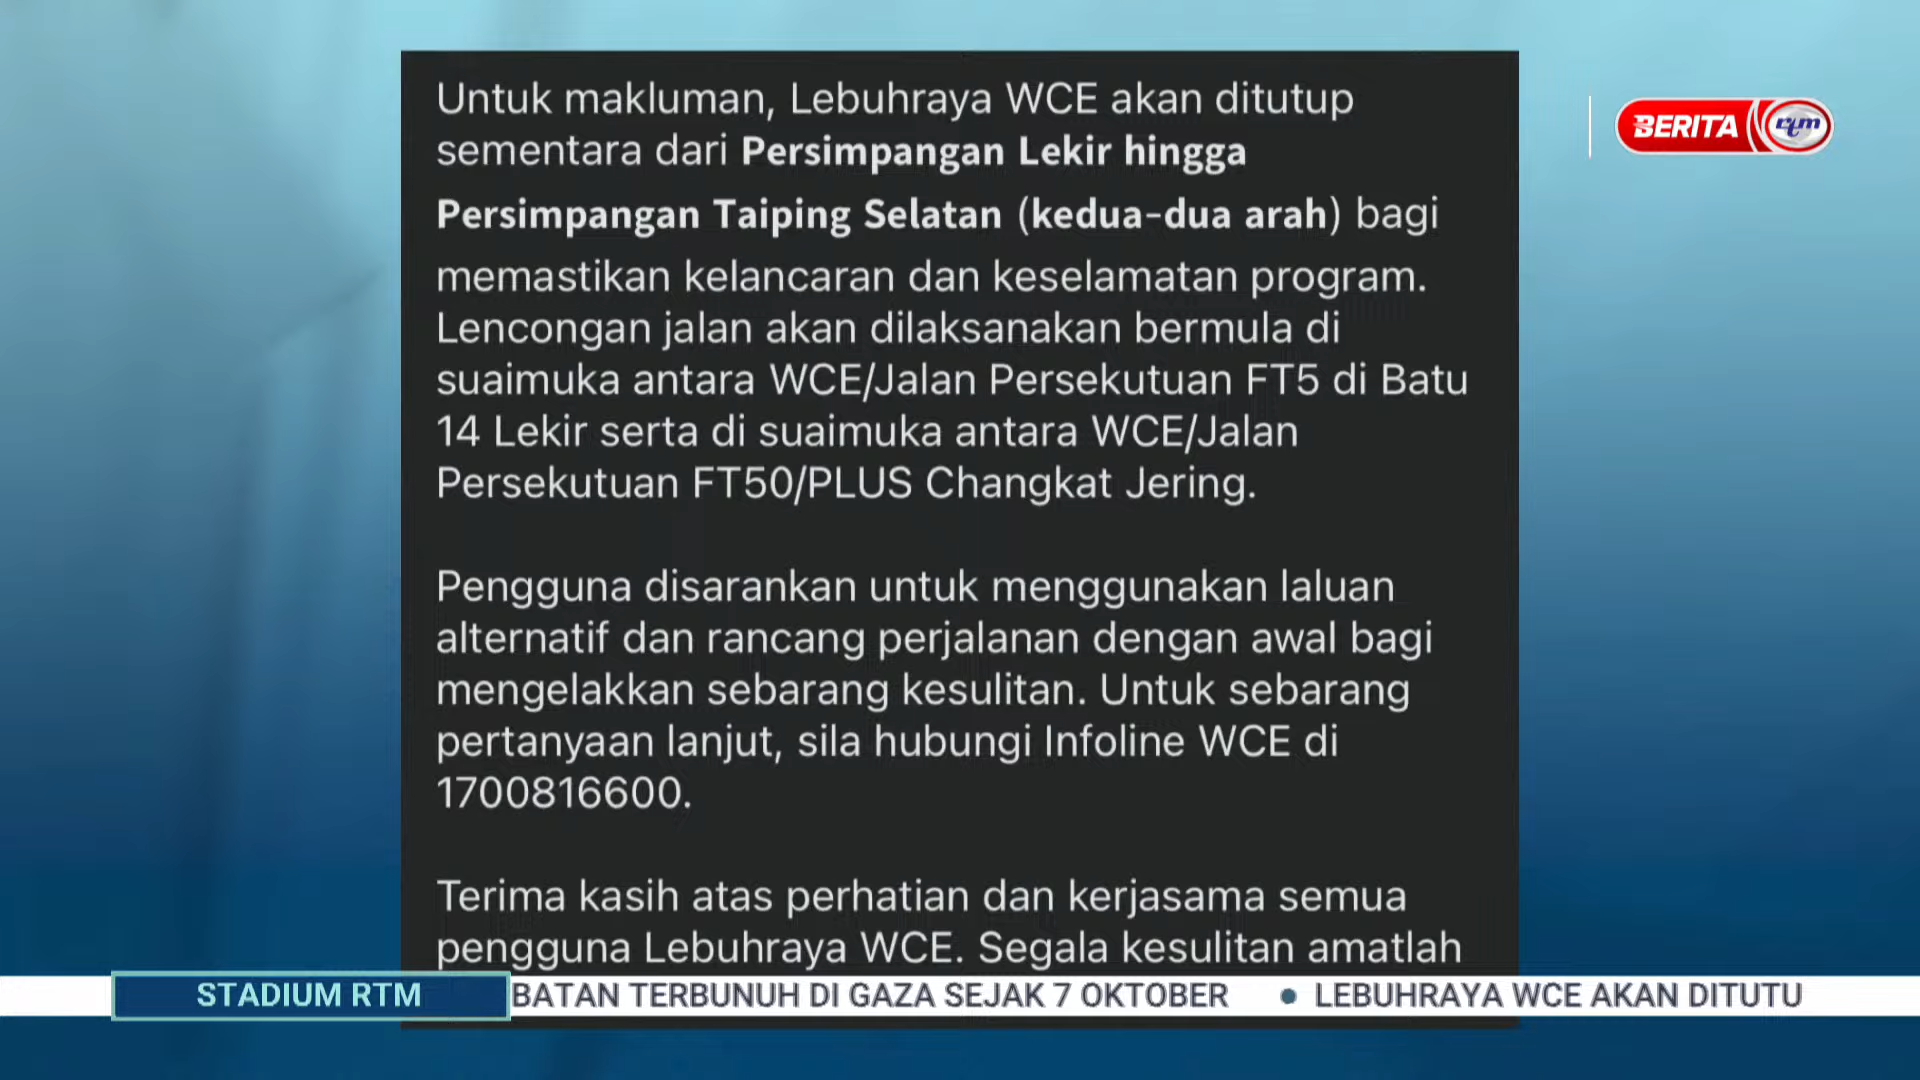 Untuk makluman, Lebuhraya WCE akan ditutup
sementara dari Persimpangan Lekir hingga
Persimpangan Taiping Selatan (kedua-dua arah) bagi
memastikan kelancaran dan keselamatan program.
Lencongan jalan akan dilaksanakan bermula di
suaimuka antara WCE/Jalan Persekutuan FT5 di Batu
14 Lekir serta di suaimuka antara WCE/Jalan
Persekutuan FT50/PLUS Changkat Jering.
Pengguna disarankan untuk menggunakan laluan
alternatif dan rancang perjalanan dengan awal bagi
mengelakkan sebarang kesulitan. Untuk sebarang
pertanyaan lanjut, sila hubungi Infoline WCE di
1700816600.
Terima kasih atas perhatian dan kerjasama semua
pengguna Lebuhraya WCE. Segala kesulitan amatlah
BERITA rtm
STADIUM RTM
BATAN TERBUNUH DI GAZA SEJAK 7 OKTOBER • LEBUHRAYA WCE AKAN DITUTU